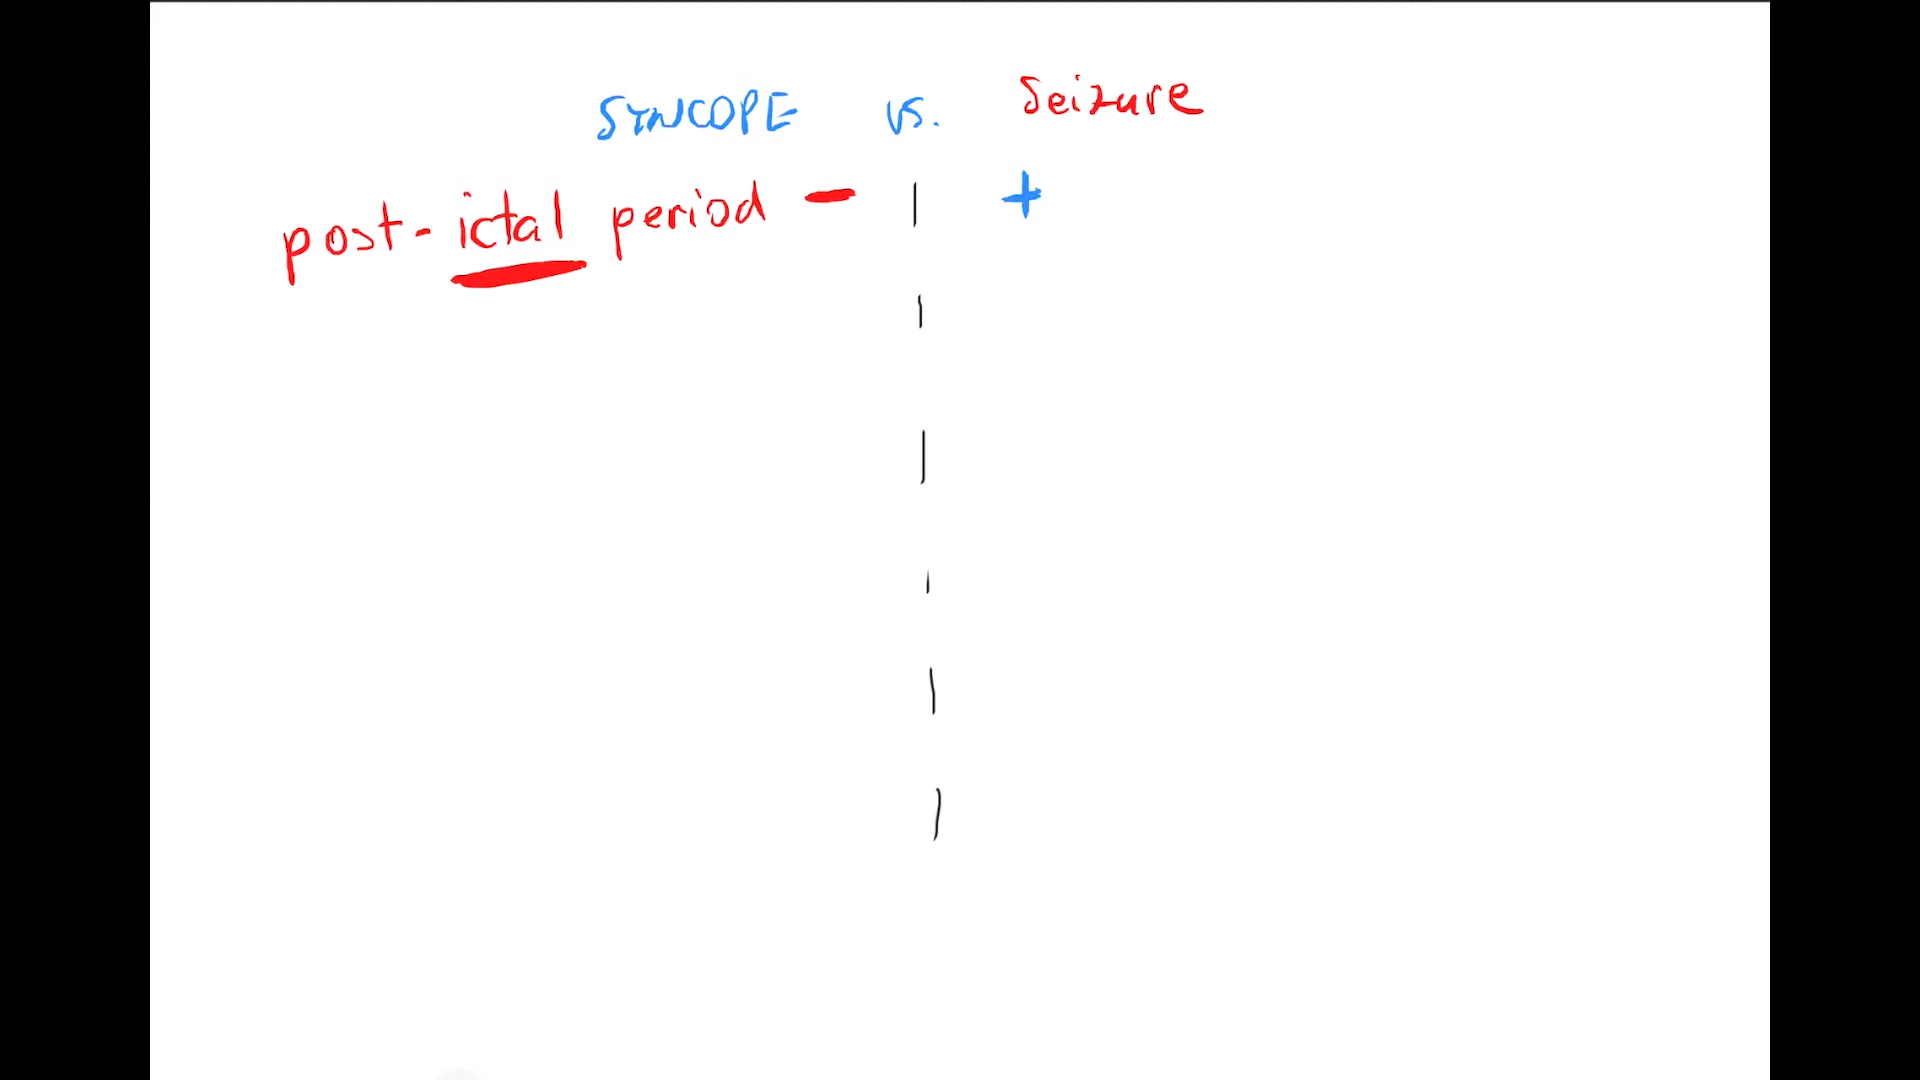 SYNCOPE vs. Seizure
post-ictal period - | +